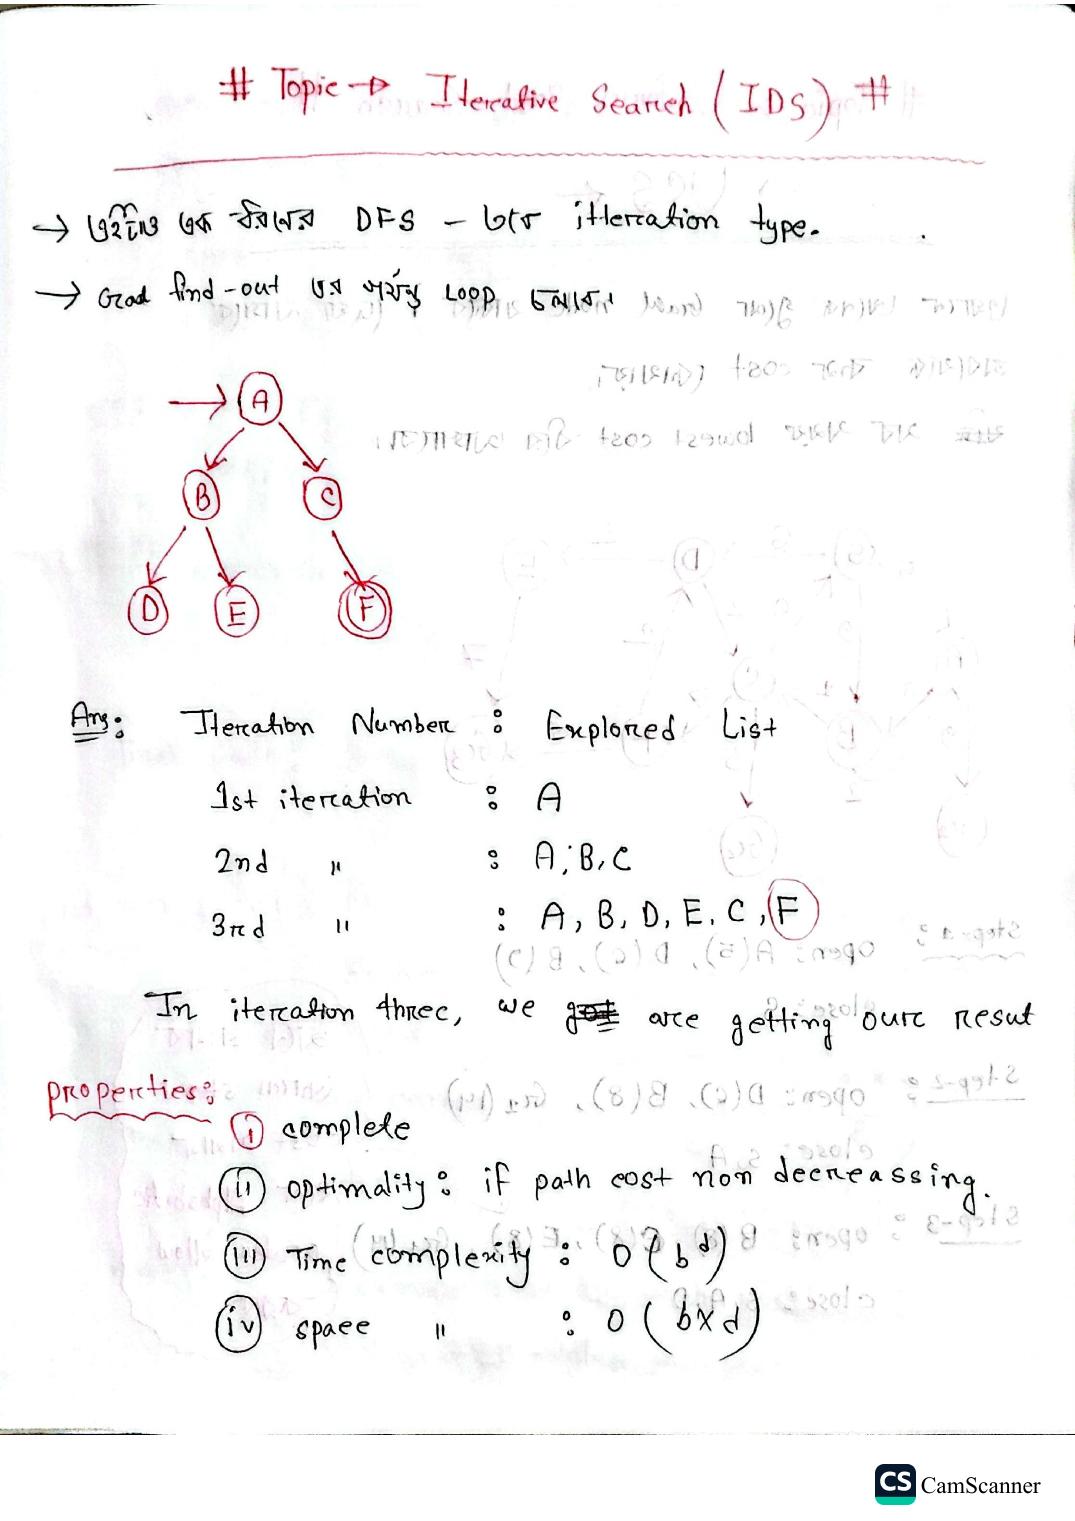 # Topic → Iterative Search (IDS) #
→ এইটাও এক ধরনের DFS - তবে itteration type.
→ Goal find-out এর পর্যন্ত LOOP চলবে।
A
B C
D E F
Ans: Iteration Number : Explored List
1st iteration : A
2nd " : A, B, C
3rd " : A, B, D, E, C, F
In iteration three, we are getting our resut
properties:
(i) complete
(ii) optimality: if path cost non decreassing.
(iii) Time complexity : O(b^d)
(iv) space " : O(b×d)
CS CamScanner